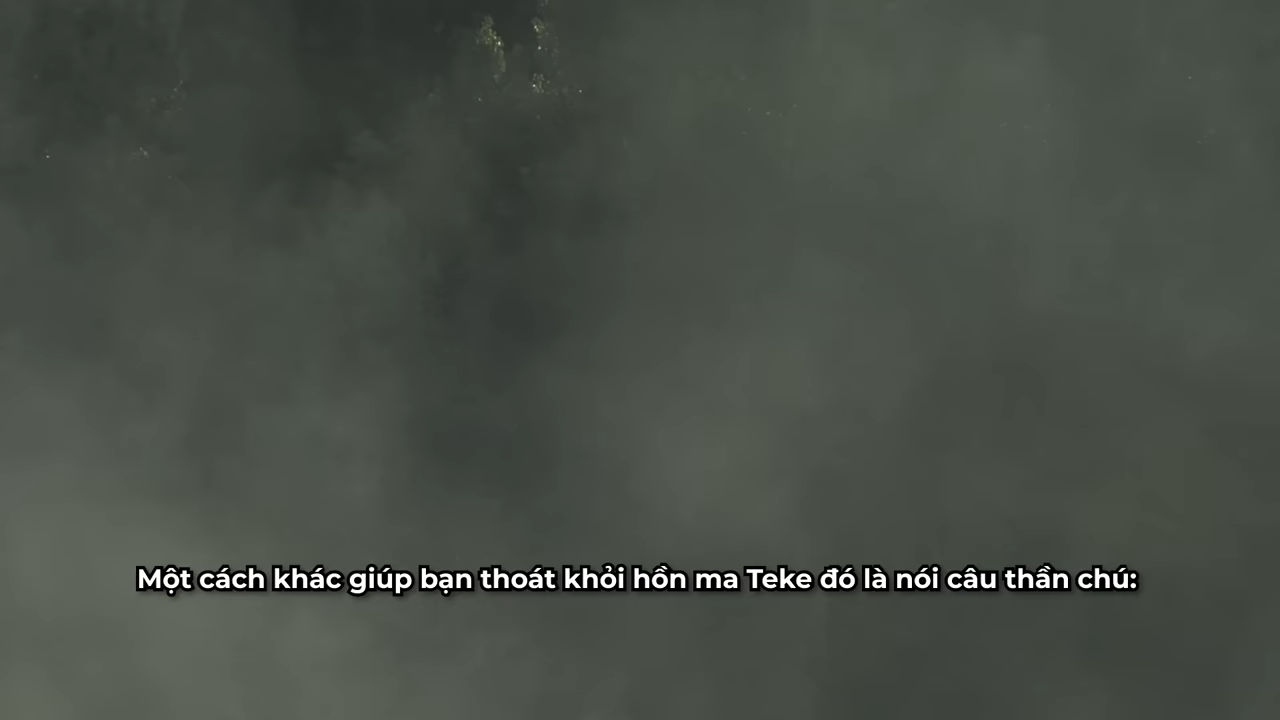 Một cách khác giúp bạn thoát khỏi hồn ma Teke đó là nói câu thần chú: